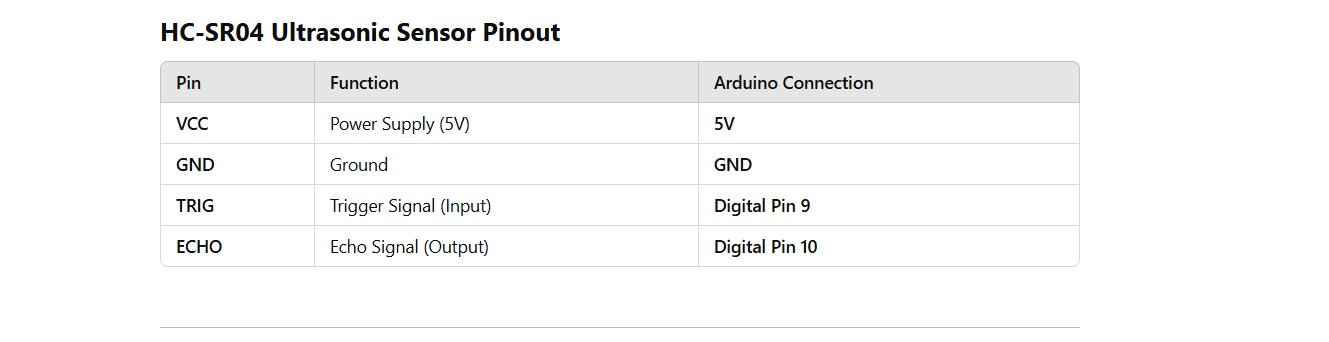 HC-SR04 Ultrasonic Sensor Pinout
Pin Function Arduino Connection
VCC Power Supply (5V) 5V
GND Ground GND
TRIG Trigger Signal (Input) Digital Pin 9
ECHO Echo Signal (Output) Digital Pin 10